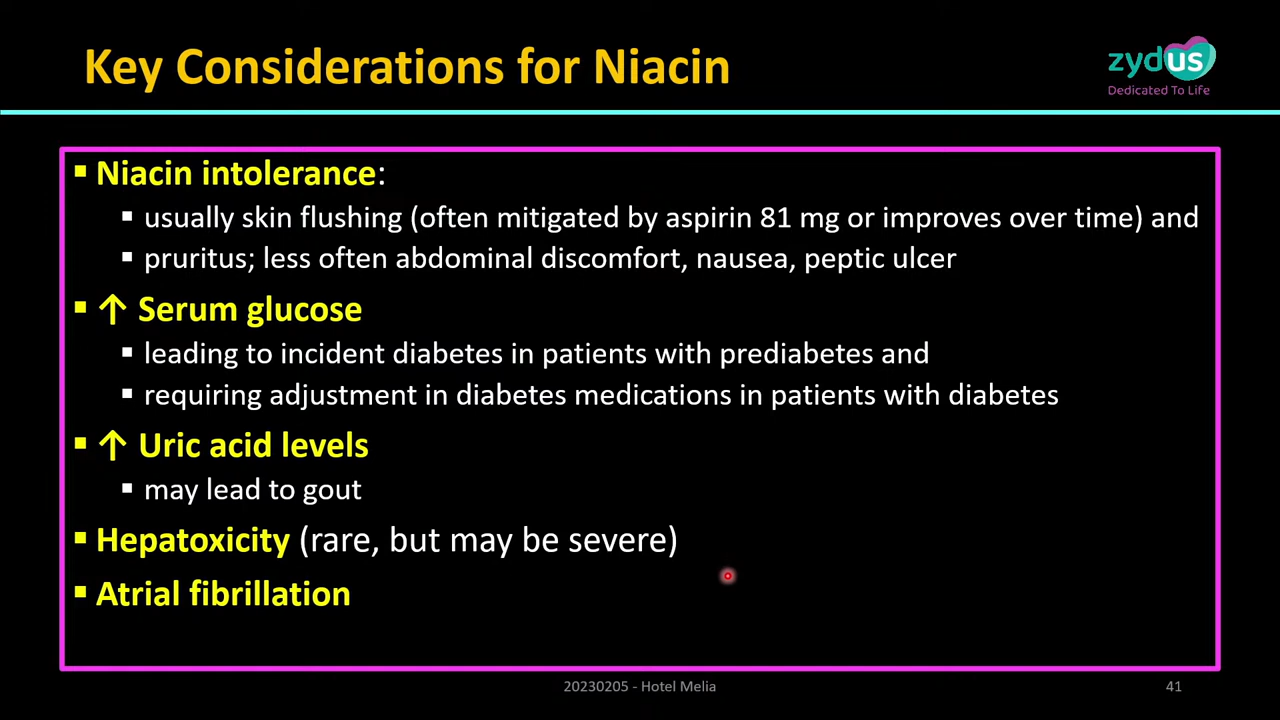 Key Considerations for Niacin
zydus
Dedicated To Life
▪ Niacin intolerance:
▪ usually skin flushing (often mitigated by aspirin 81 mg or improves over time) and
▪ pruritus; less often abdominal discomfort, nausea, peptic ulcer
▪ ↑ Serum glucose
▪ leading to incident diabetes in patients with prediabetes and
▪ requiring adjustment in diabetes medications in patients with diabetes
▪ ↑ Uric acid levels
▪ may lead to gout
▪ Hepatoxicity (rare, but may be severe)
▪ Atrial fibrillation
20230205 - Hotel Melia
41